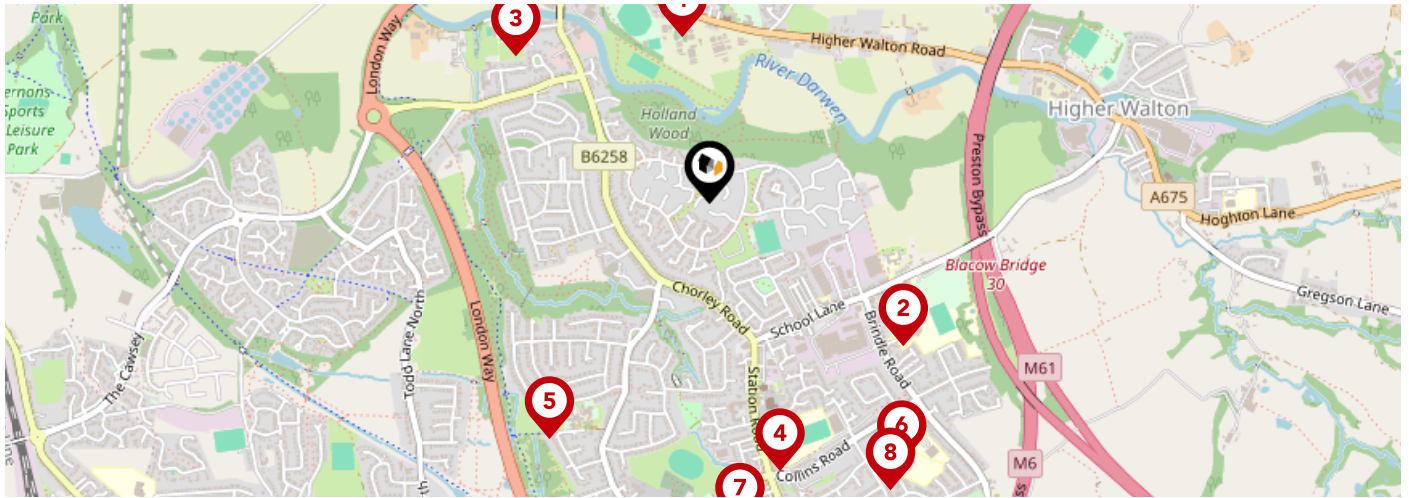 Park
3
1
London Way
Higher Walton Road
River Darwen
Higher Walton
ernons
Sports
Leisure
Park
Holland
Wood
B6258
Preston Bypass
A675
Hoghton Lane
Blacow Bridge
30
Gregson Lane
Chorley Road
School Lane
2
Brindle Road
London Way
Todd Lane North
The Cawsey
M61
Station Road
5
4
6
8
Collins Road
M6
7